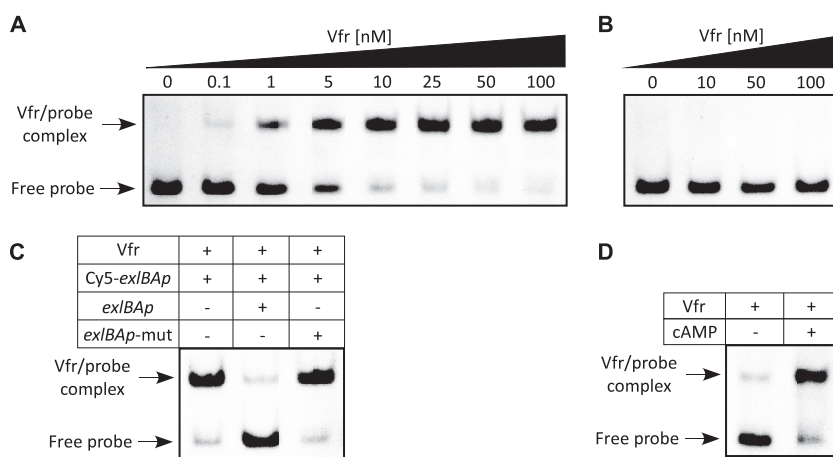 A
Vfr [nM]
0 0.1 1 5 10 25 50 100
Vfr/probe
complex
Free probe
B
Vfr [nM]
0 10 50 100
C
Vfr + + +
Cy5-exlBAp + + +
exlBAp - + -
exlBAp-mut - - +
Vfr/probe
complex
Free probe
D
Vfr + +
cAMP - +
Vfr/probe
complex
Free probe